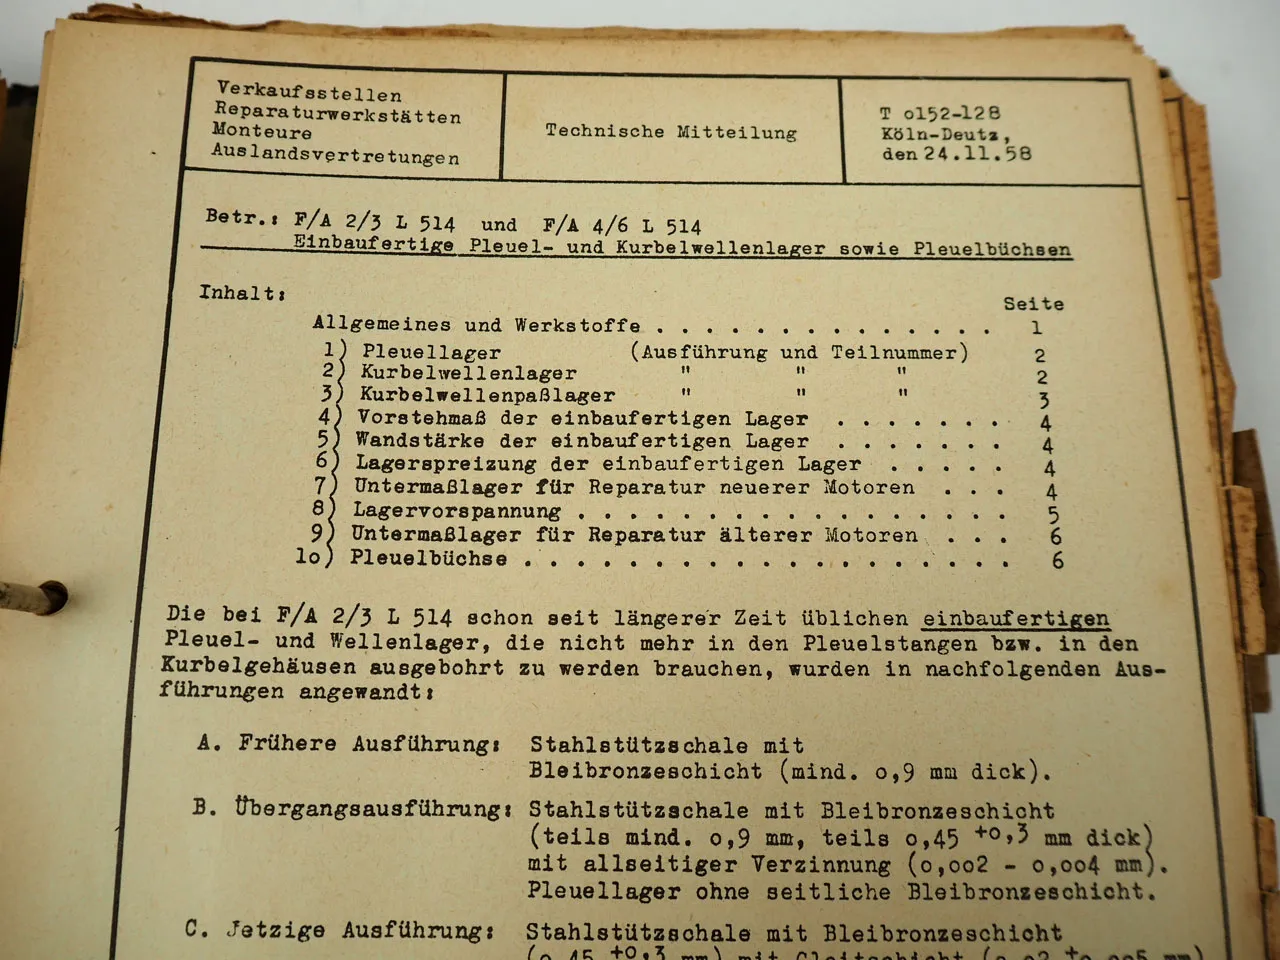 Verkaufsstellen
Reparaturwerkstätten
Monteure
Auslandsvertretungen
Technische Mitteilung
T o152-128
Köln-Deutz,
den 24.11.58
Betr.: F/A 2/3 L 514 und F/A 4/6 L 514
Einbaufertige Pleuel- und Kurbelwellenlager sowie Pleuelbüchsen
Inhalt:
Seite
Allgemeines und Werkstoffe . . . . . . . . . . . . . . 1
1) Pleuellager (Ausführung und Teilnummer) 2
2) Kurbelwellenlager " " " 2
3) Kurbelwellenpaßlager " " " 3
4) Vorstehmaß der einbaufertigen Lager . . . . . . . 4
5) Wandstärke der einbaufertigen Lager . . . . . . . 4
6) Lagerspreizung der einbaufertigen Lager . . . . . 4
7) Untermaßlager für Reparatur neuerer Motoren . . . 4
8) Lagervorspannung . . . . . . . . . . . . . . . . . 5
9) Untermaßlager für Reparatur älterer Motoren . . . 6
1o) Pleuelbüchse . . . . . . . . . . . . . . . . . . . 6
Die bei F/A 2/3 L 514 schon seit längerer Zeit üblichen einbaufertigen
Pleuel- und Wellenlager, die nicht mehr in den Pleuelstangen bzw. in den
Kurbelgehäusen ausgebohrt zu werden brauchen, wurden in nachfolgenden Aus-
führungen angewandt:
A. Frühere Ausführung: Stahlstützschale mit
Bleibronzeschicht (mind. o,9 mm dick).
B. Übergangsausführung: Stahlstützschale mit Bleibronzeschicht
(teils mind. o,9 mm, teils o,45 +o,3 mm dick)
mit allseitiger Verzinnung (o,oo2 - o,oo4 mm).
Pleuellager ohne seitliche Bleibronzeschicht.
C. Jetzige Ausführung: Stahlstützschale mit Bleibronzeschicht
(o,45 +o,3 mm) mit Gleitschicht (o,o2 + o,oo5 mm)